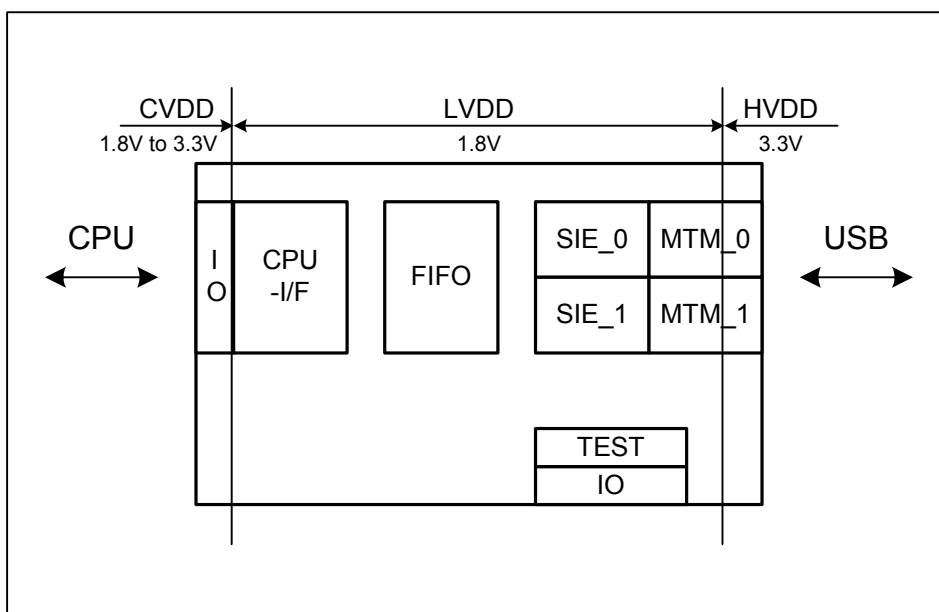 CVDD LVDD HVDD
1.8V to 3.3V 1.8V 3.3V
CPU
I
O
CPU
-I/F
FIFO
SIE_0 MTM_0
SIE_1 MTM_1
USB
TEST
IO